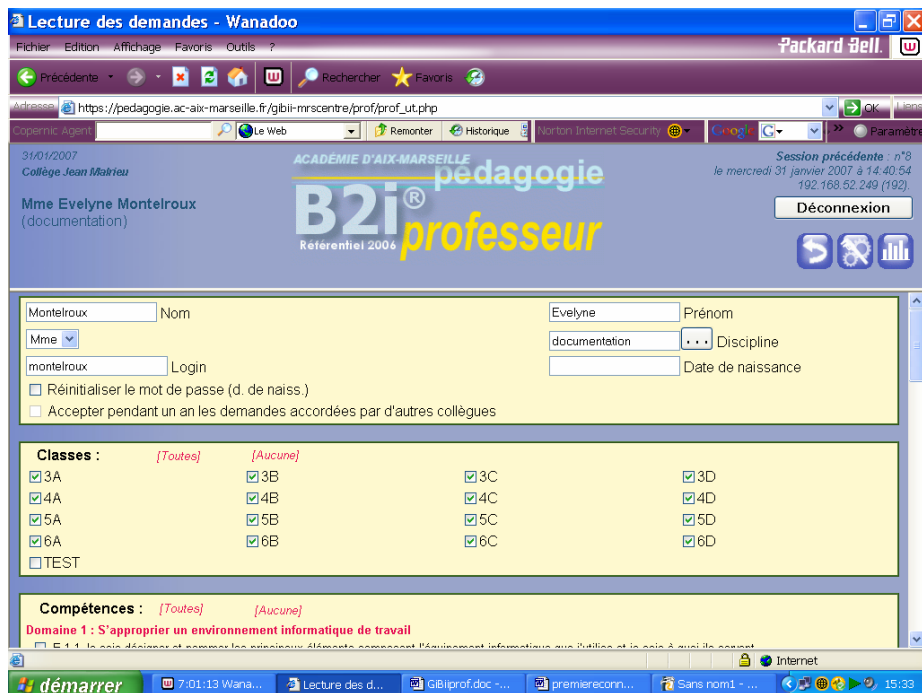 Lecture des demandes - Wanadoo
Fichier Edition Affichage Favoris Outils ?
Packard Bell.
Précédente
Rechercher
Favoris
Adresse https://pedagogie.ac-aix-marseille.fr/gibii-mrscentre/prof/prof_ut.php OK Liens
Copernic Agent Le Web Remonter Historique Norton Internet Security Google G Paramètre
31/01/2007
Collège Jean Malrieu
Mme Evelyne Montelroux
(documentation)
ACADÉMIE D'AIX-MARSEILLE
pédagogie
B2i®
Référentiel 2006
professeur
Session précédente : n°8
le mercredi 31 janvier 2007 à 14:40:54
192.168.52.249 (192).
Déconnexion
Montelroux Nom Evelyne Prénom
Mme documentation ... Discipline
montelroux Login Date de naissance
Réinitialiser le mot de passe (d. de naiss.)
Accepter pendant un an les demandes accordées par d'autres collègues
Classes : [Toutes] [Aucune]
3A 3B 3C 3D
4A 4B 4C 4D
5A 5B 5C 5D
6A 6B 6C 6D
TEST
Compétences : [Toutes] [Aucune]
Domaine 1 : S'approprier un environnement informatique de travail
Internet
démarrer 7:01:13 Wana... Lecture des d... GiBiiprof.doc -... premiereconn... Sans nom1 - ... 15:33